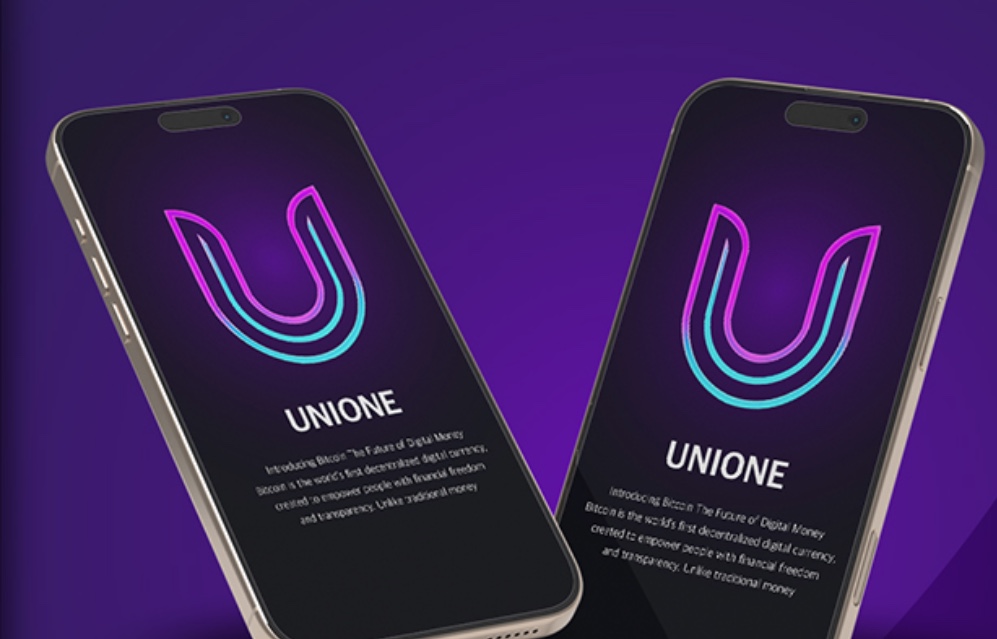 UNIONE
Introducing Bitcoin The Future of Digital Money
Bitcoin is the world's first decentralized digital currency,
created to empower people with financial freedom
and transparency. Unlike traditional money
UNIONE
Introducing Bitcoin The Future of Digital Money
Bitcoin is the world's first decentralized digital currency,
created to empower people with financial freedom
and transparency. Unlike traditional money